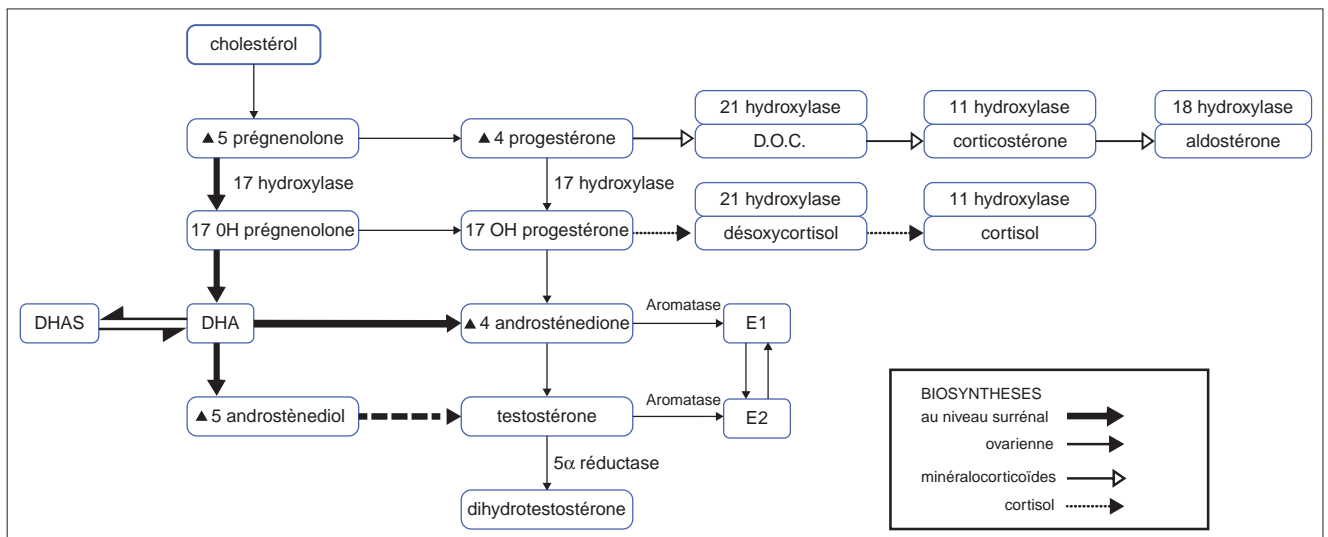 cholestérol
21 hydroxylase
11 hydroxylase
18 hydroxylase
▲5 prégnenolone
▲4 progestérone
D.O.C.
corticostérone
aldostérone
17 hydroxylase
17 hydroxylase
21 hydroxylase
11 hydroxylase
17 0H prégnenolone
17 OH progestérone
désoxycortisol
cortisol
DHAS
DHA
▲4 androsténedione
Aromatase
E1
▲5 androstènediol
testostérone
Aromatase
E2
5α réductase
dihydrotestostérone
BIOSYNTHESES
au niveau surrénal
ovarienne
minéralocorticoïdes
cortisol